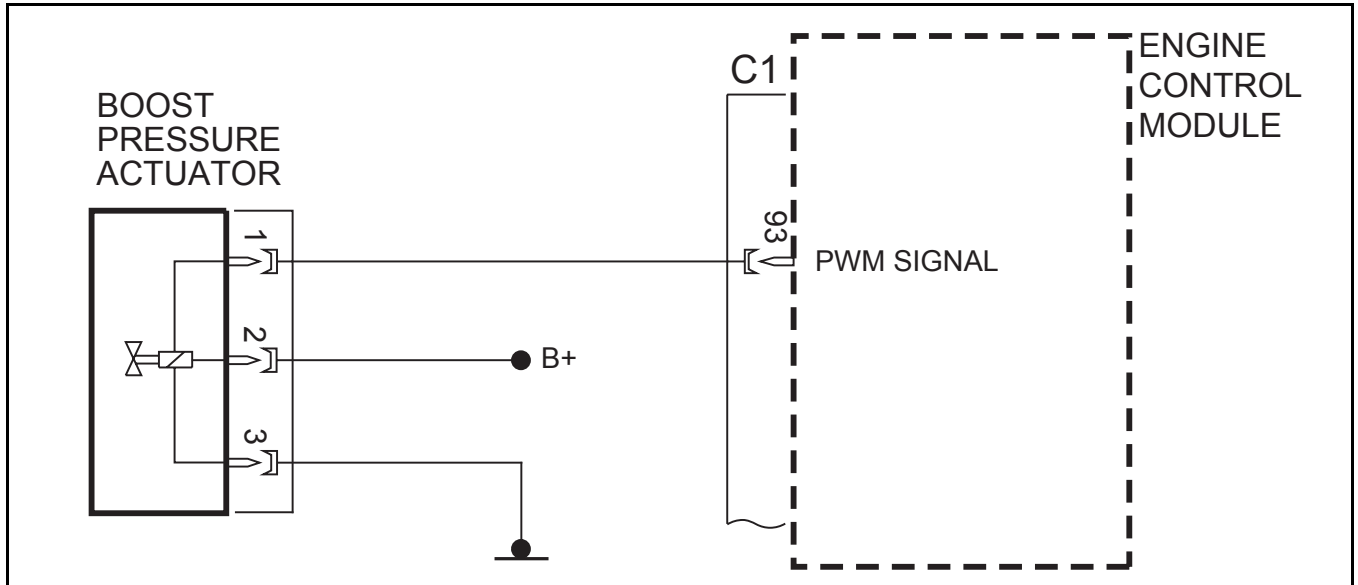 ENGINE
CONTROL
MODULE
C1
BOOST
PRESSURE
ACTUATOR
1
93
PWM SIGNAL
2
B+
3